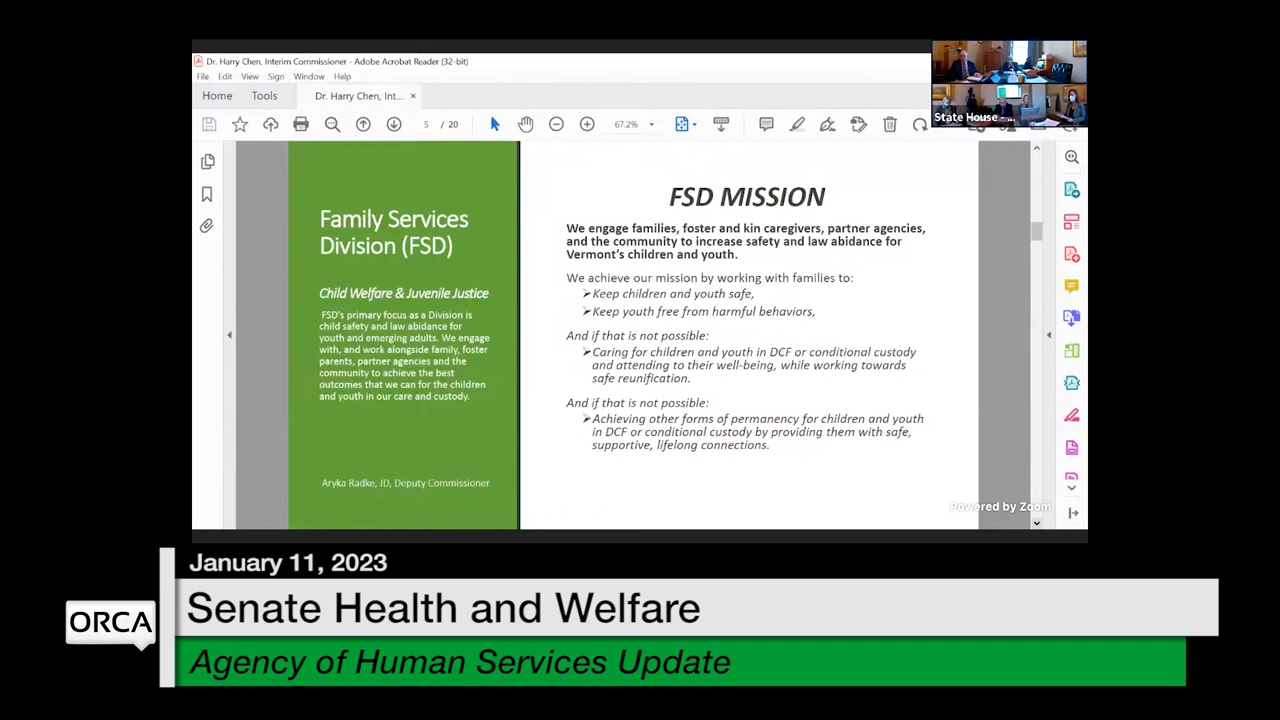 Dr. Harry Chen, Interim Commissioner - Adobe Acrobat Reader (32-bit)
File Edit View Sign Window Help
Home Tools Dr. Harry Chen, Int... ×
5 / 20 67.2%
State House - ...
Family Services
Division (FSD)
Child Welfare & Juvenile Justice
FSD's primary focus as a Division is
child safety and law abidance for
youth and emerging adults. We engage
with, and work alongside family, foster
parents, partner agencies and the
community to achieve the best
outcomes that we can for the children
and youth in our care and custody.
Aryka Radke, JD, Deputy Commissioner
FSD MISSION
We engage families, foster and kin caregivers, partner agencies,
and the community to increase safety and law abidance for
Vermont's children and youth.
We achieve our mission by working with families to:
➢Keep children and youth safe,
➢Keep youth free from harmful behaviors,
And if that is not possible:
➢Caring for children and youth in DCF or conditional custody
and attending to their well-being, while working towards
safe reunification.
And if that is not possible:
➢Achieving other forms of permanency for children and youth
in DCF or conditional custody by providing them with safe,
supportive, lifelong connections.
Powered by Zoom
January 11, 2023
ORCA
Senate Health and Welfare
Agency of Human Services Update